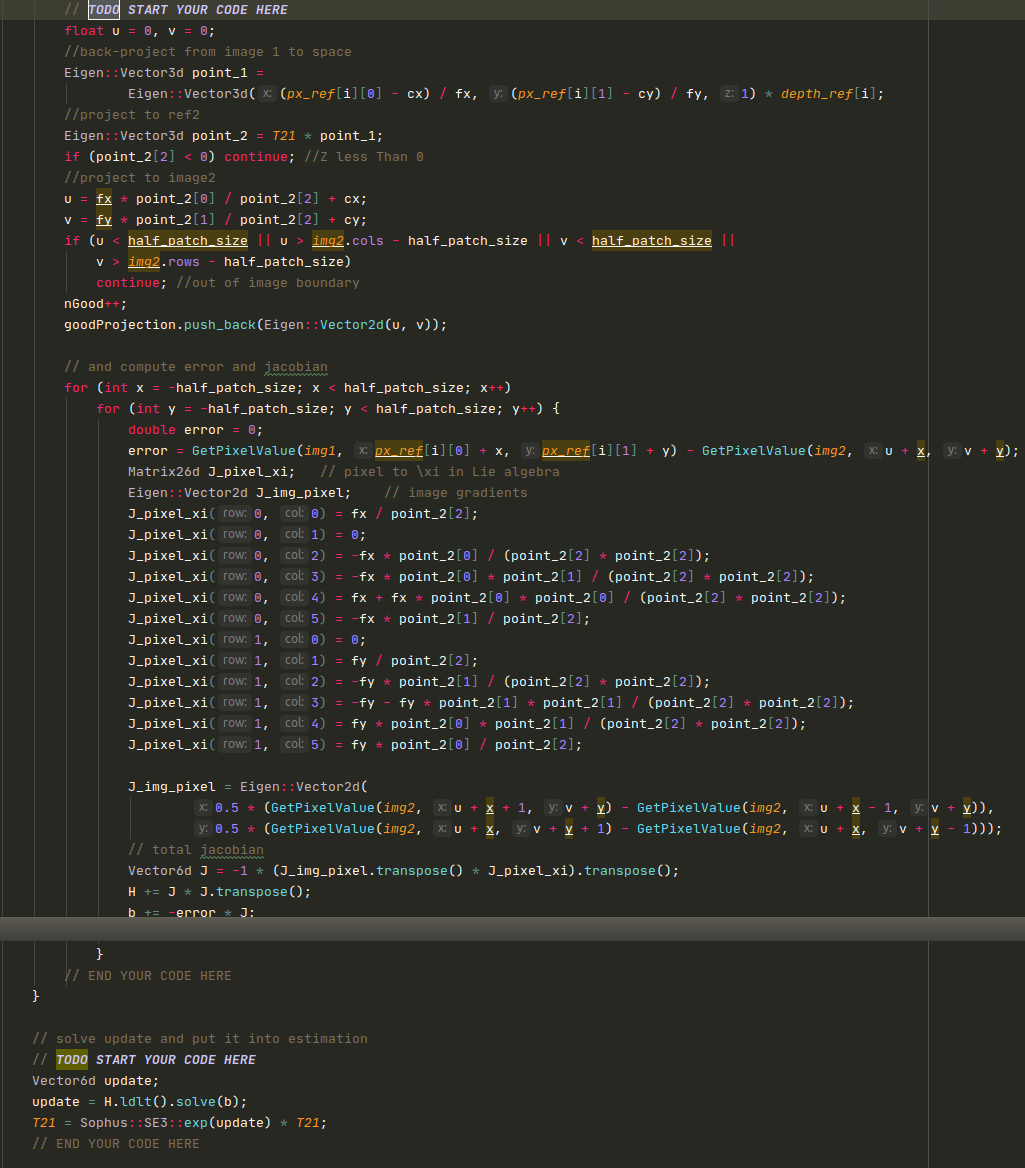 // TODO START YOUR CODE HERE
float u = 0, v = 0;
//back-project from image 1 to space
Eigen::Vector3d point_1 =
Eigen::Vector3d( x: (px_ref[i][0] - cx) / fx, y: (px_ref[i][1] - cy) / fy, z: 1) * depth_ref[i];
//project to ref2
Eigen::Vector3d point_2 = T21 * point_1;
if (point_2[2] < 0) continue; //Z less Than 0
//project to image2
u = fx * point_2[0] / point_2[2] + cx;
v = fy * point_2[1] / point_2[2] + cy;
if (u < half_patch_size || u > img2.cols - half_patch_size || v < half_patch_size ||
v > img2.rows - half_patch_size)
continue; //out of image boundary
nGood++;
goodProjection.push_back(Eigen::Vector2d(u, v));
// and compute error and jacobian
for (int x = -half_patch_size; x < half_patch_size; x++)
for (int y = -half_patch_size; y < half_patch_size; y++) {
double error = 0;
error = GetPixelValue(img1, x: px_ref[i][0] + x, y: px_ref[i][1] + y) - GetPixelValue(img2, x: u + x, y: v + y);
Matrix26d J_pixel_xi; // pixel to \xi in Lie algebra
Eigen::Vector2d J_img_pixel; // image gradients
J_pixel_xi( row: 0, col: 0) = fx / point_2[2];
J_pixel_xi( row: 0, col: 1) = 0;
J_pixel_xi( row: 0, col: 2) = -fx * point_2[0] / (point_2[2] * point_2[2]);
J_pixel_xi( row: 0, col: 3) = -fx * point_2[0] * point_2[1] / (point_2[2] * point_2[2]);
J_pixel_xi( row: 0, col: 4) = fx + fx * point_2[0] * point_2[0] / (point_2[2] * point_2[2]);
J_pixel_xi( row: 0, col: 5) = -fx * point_2[1] / point_2[2];
J_pixel_xi( row: 1, col: 0) = 0;
J_pixel_xi( row: 1, col: 1) = fy / point_2[2];
J_pixel_xi( row: 1, col: 2) = -fy * point_2[1] / (point_2[2] * point_2[2]);
J_pixel_xi( row: 1, col: 3) = -fy - fy * point_2[1] * point_2[1] / (point_2[2] * point_2[2]);
J_pixel_xi( row: 1, col: 4) = fy * point_2[0] * point_2[1] / (point_2[2] * point_2[2]);
J_pixel_xi( row: 1, col: 5) = fy * point_2[0] / point_2[2];
J_img_pixel = Eigen::Vector2d(
x: 0.5 * (GetPixelValue(img2, x: u + x + 1, y: v + y) - GetPixelValue(img2, x: u + x - 1, y: v + y)),
y: 0.5 * (GetPixelValue(img2, x: u + x, y: v + y + 1) - GetPixelValue(img2, x: u + x, y: v + y - 1)));
// total jacobian
Vector6d J = -1 * (J_img_pixel.transpose() * J_pixel_xi).transpose();
H += J * J.transpose();
b += -error * J;
}
// END YOUR CODE HERE
}
// solve update and put it into estimation
// TODO START YOUR CODE HERE
Vector6d update;
update = H.ldlt().solve(b);
T21 = Sophus::SE3::exp(update) * T21;
// END YOUR CODE HERE